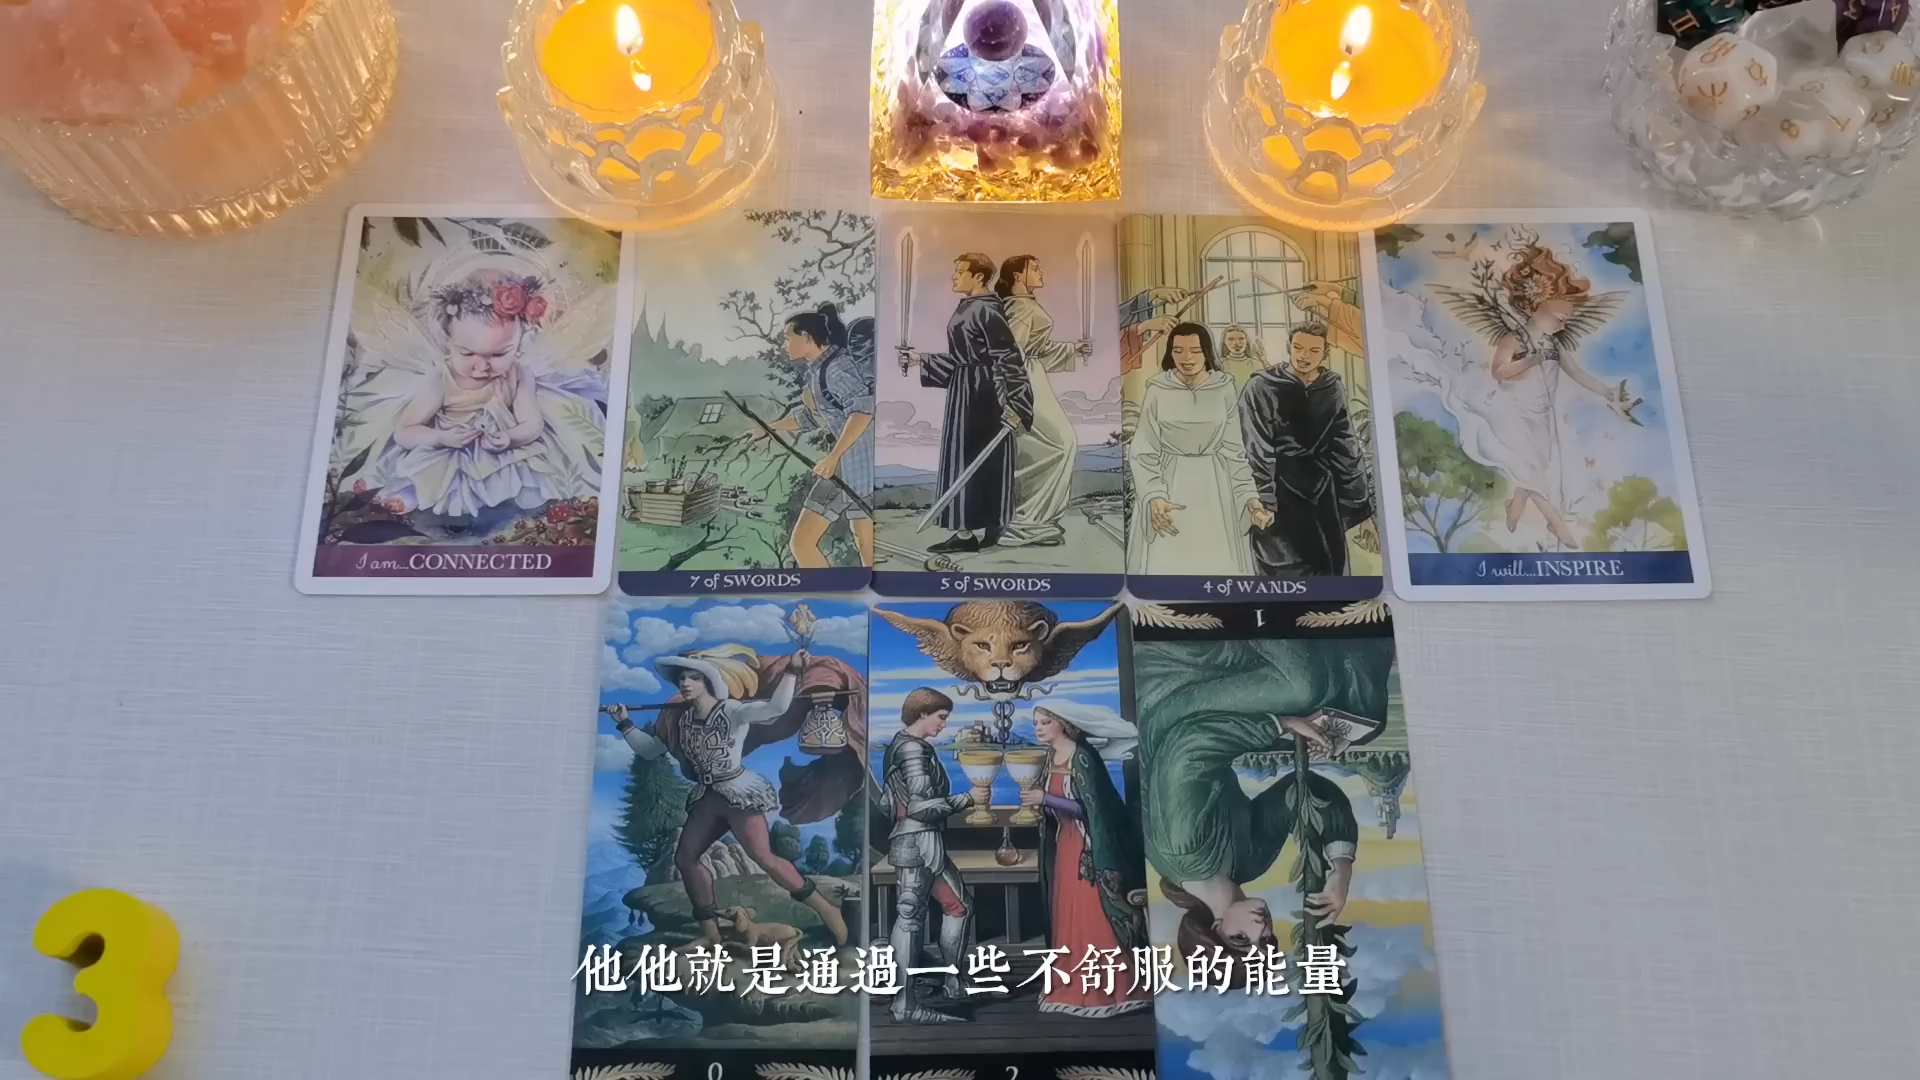 I am...CONNECTED
7 of SWORDS
5 of SWORDS
4 of WANDS
I will...INSPIRE
1
他他就是通過一些不舒服的能量
3
0
2